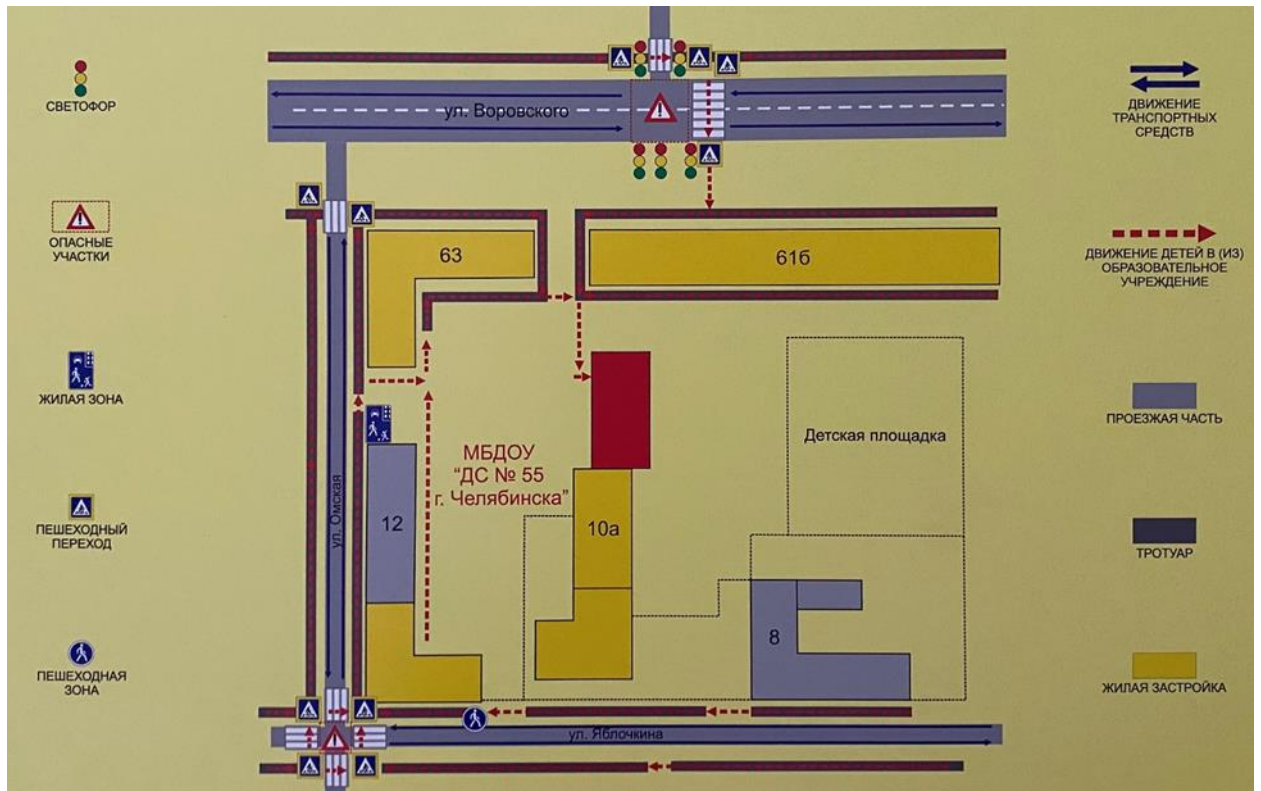 СВЕТОФОР
ОПАСНЫЕ
УЧАСТКИ
ЖИЛАЯ ЗОНА
ПЕШЕХОДНЫЙ
ПЕРЕХОД
ПЕШЕХОДНАЯ
ЗОНА
ул. Воровского
63
61б
ул. Омская
МБДОУ
"ДС № 55
г. Челябинска"
12
10а
Детская площадка
8
ул. Яблочкина
ДВИЖЕНИЕ
ТРАНСПОРТНЫХ
СРЕДСТВ
ДВИЖЕНИЕ ДЕТЕЙ В (ИЗ)
ОБРАЗОВАТЕЛЬНОЕ
УЧРЕЖДЕНИЕ
ПРОЕЗЖАЯ ЧАСТЬ
ТРОТУАР
ЖИЛАЯ ЗАСТРОЙКА